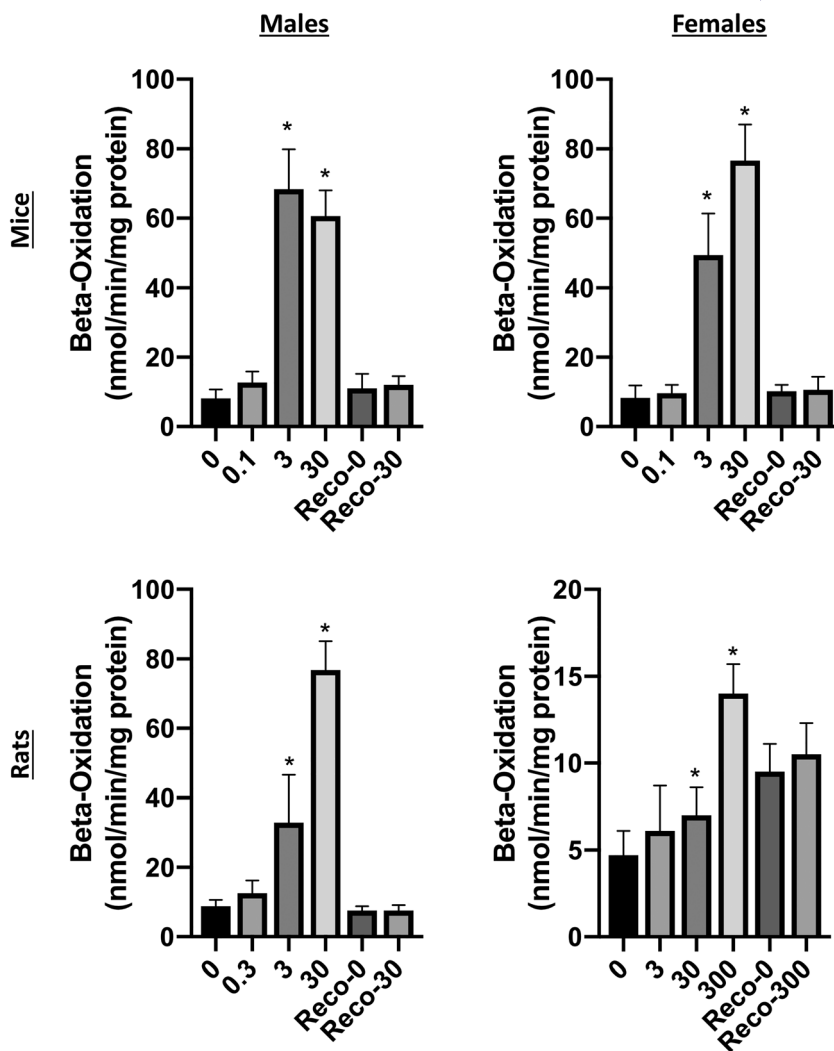 Males
Females
Mice
Beta-Oxidation
(nmol/min/mg protein)
100
80
60
40
20
0
*
*
0
0.1
3
30
Reco-0
Reco-30
Beta-Oxidation
(nmol/min/mg protein)
100
80
60
40
20
0
*
*
0
0.1
3
30
Reco-0
Reco-30
Rats
Beta-Oxidation
(nmol/min/mg protein)
100
80
60
40
20
0
*
*
0
0.3
3
30
Reco-0
Reco-30
Beta-Oxidation
(nmol/min/mg protein)
20
15
10
5
0
*
*
0
3
30
300
Reco-0
Reco-300